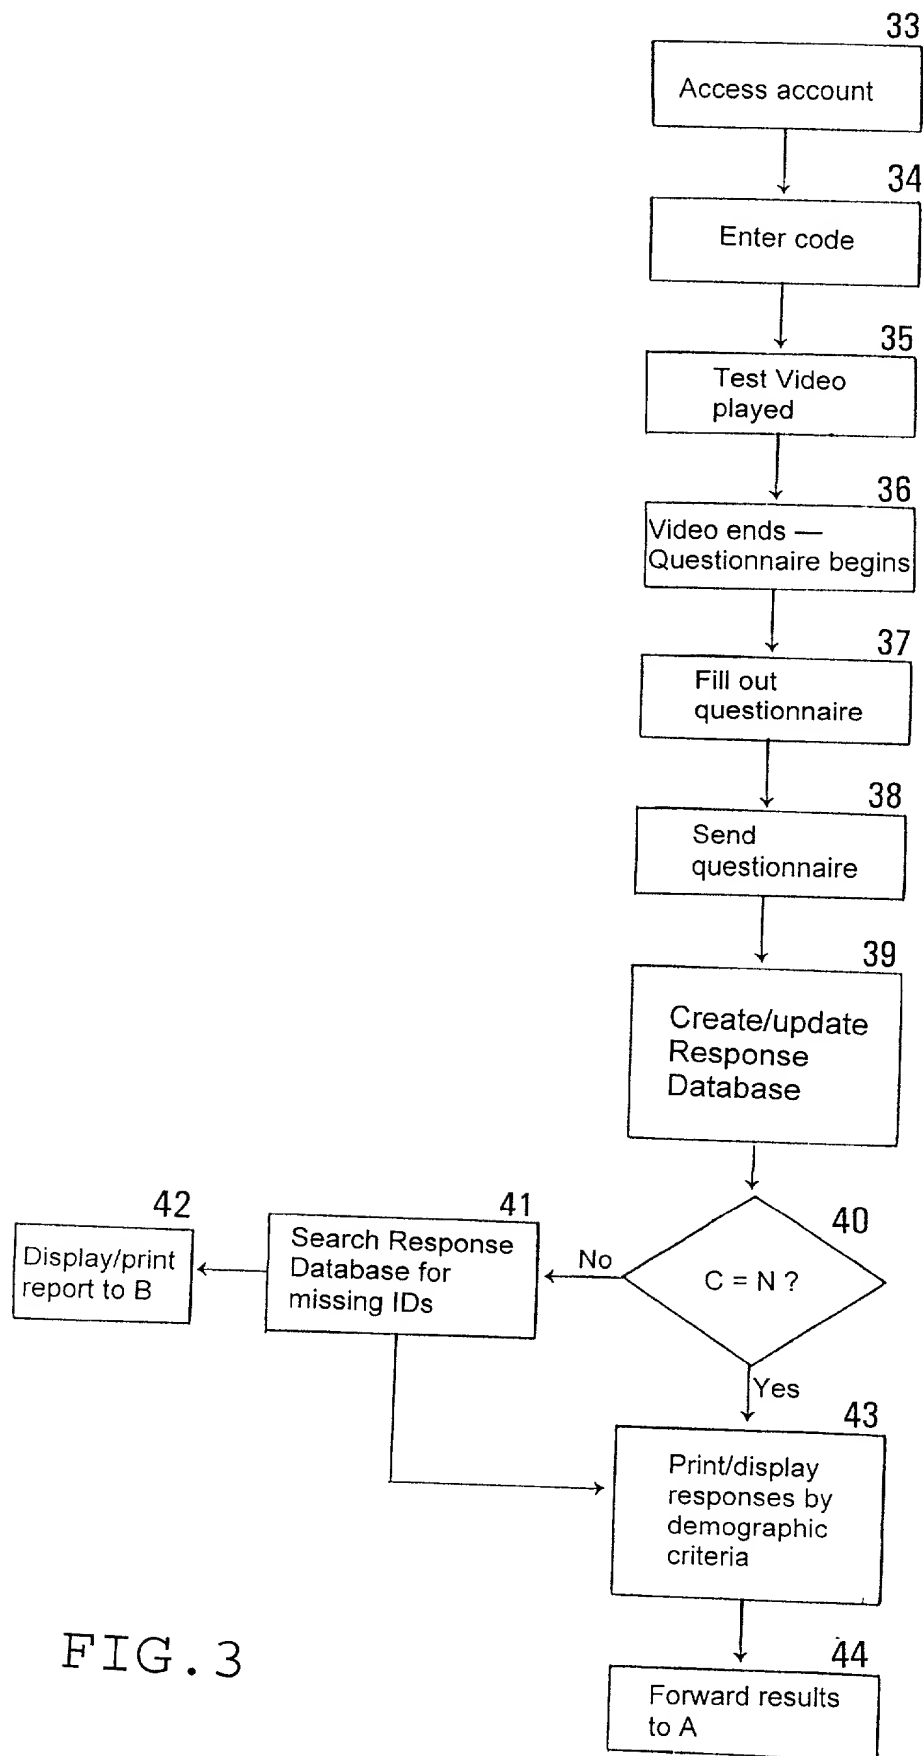 33
Access account
34
Enter code
35
Test Video
played
36
Video ends —
Questionnaire begins
37
Fill out
questionnaire
38
Send
questionnaire
39
Create/update
Response
Database
40
C = N ?
No
41
Search Response
Database for
missing IDs
42
Display/print
report to B
Yes
43
Print/display
responses by
demographic
criteria
44
Forward results
to A
FIG.3